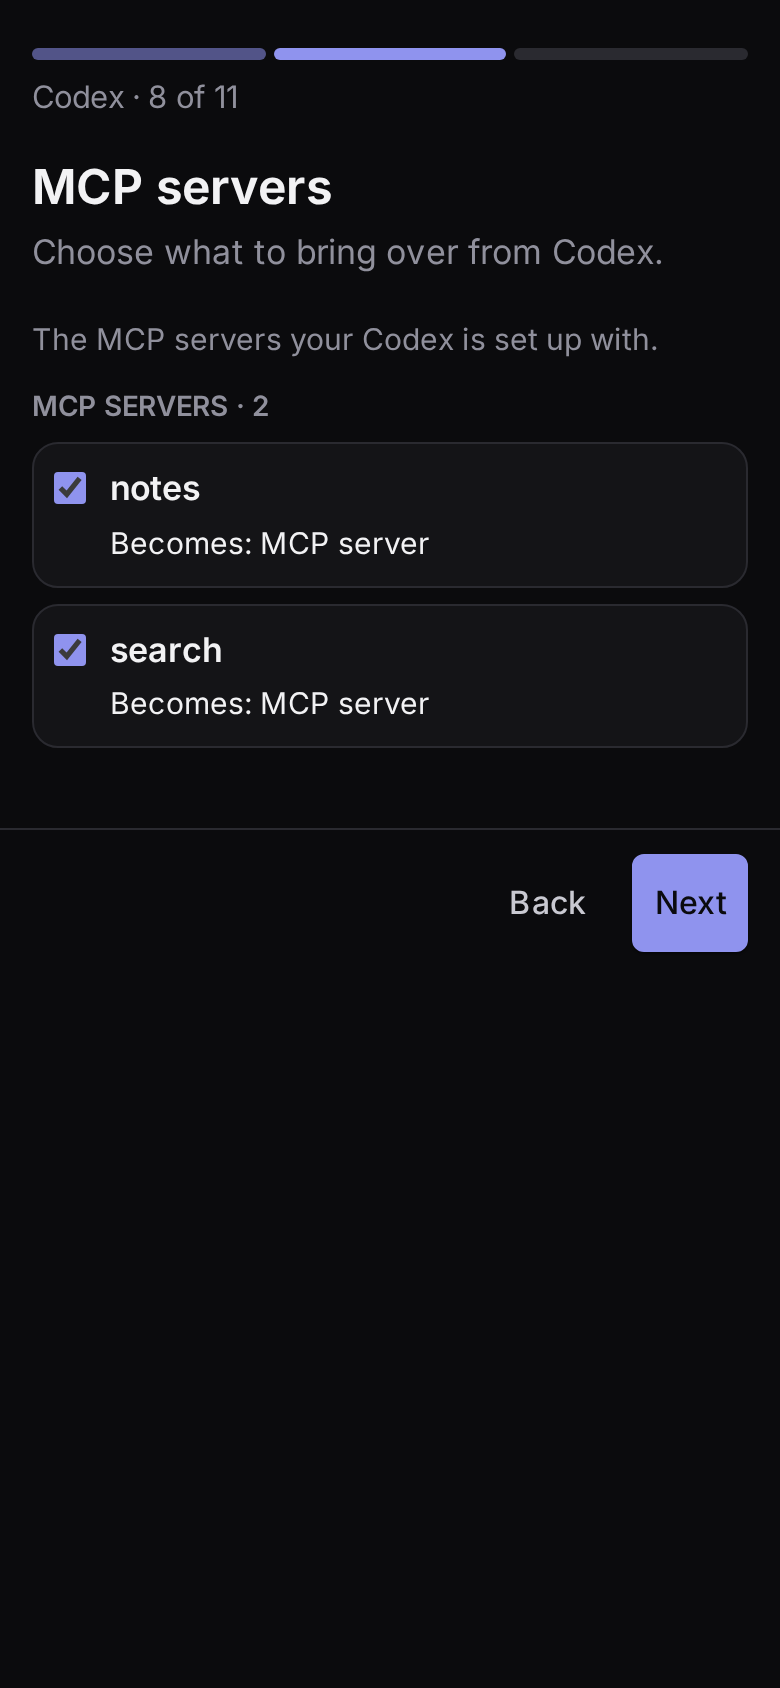 Codex · 8 of 11
MCP servers
Choose what to bring over from Codex.
The MCP servers your Codex is set up with.
MCP SERVERS · 2
notes
Becomes: MCP server
search
Becomes: MCP server
Back
Next